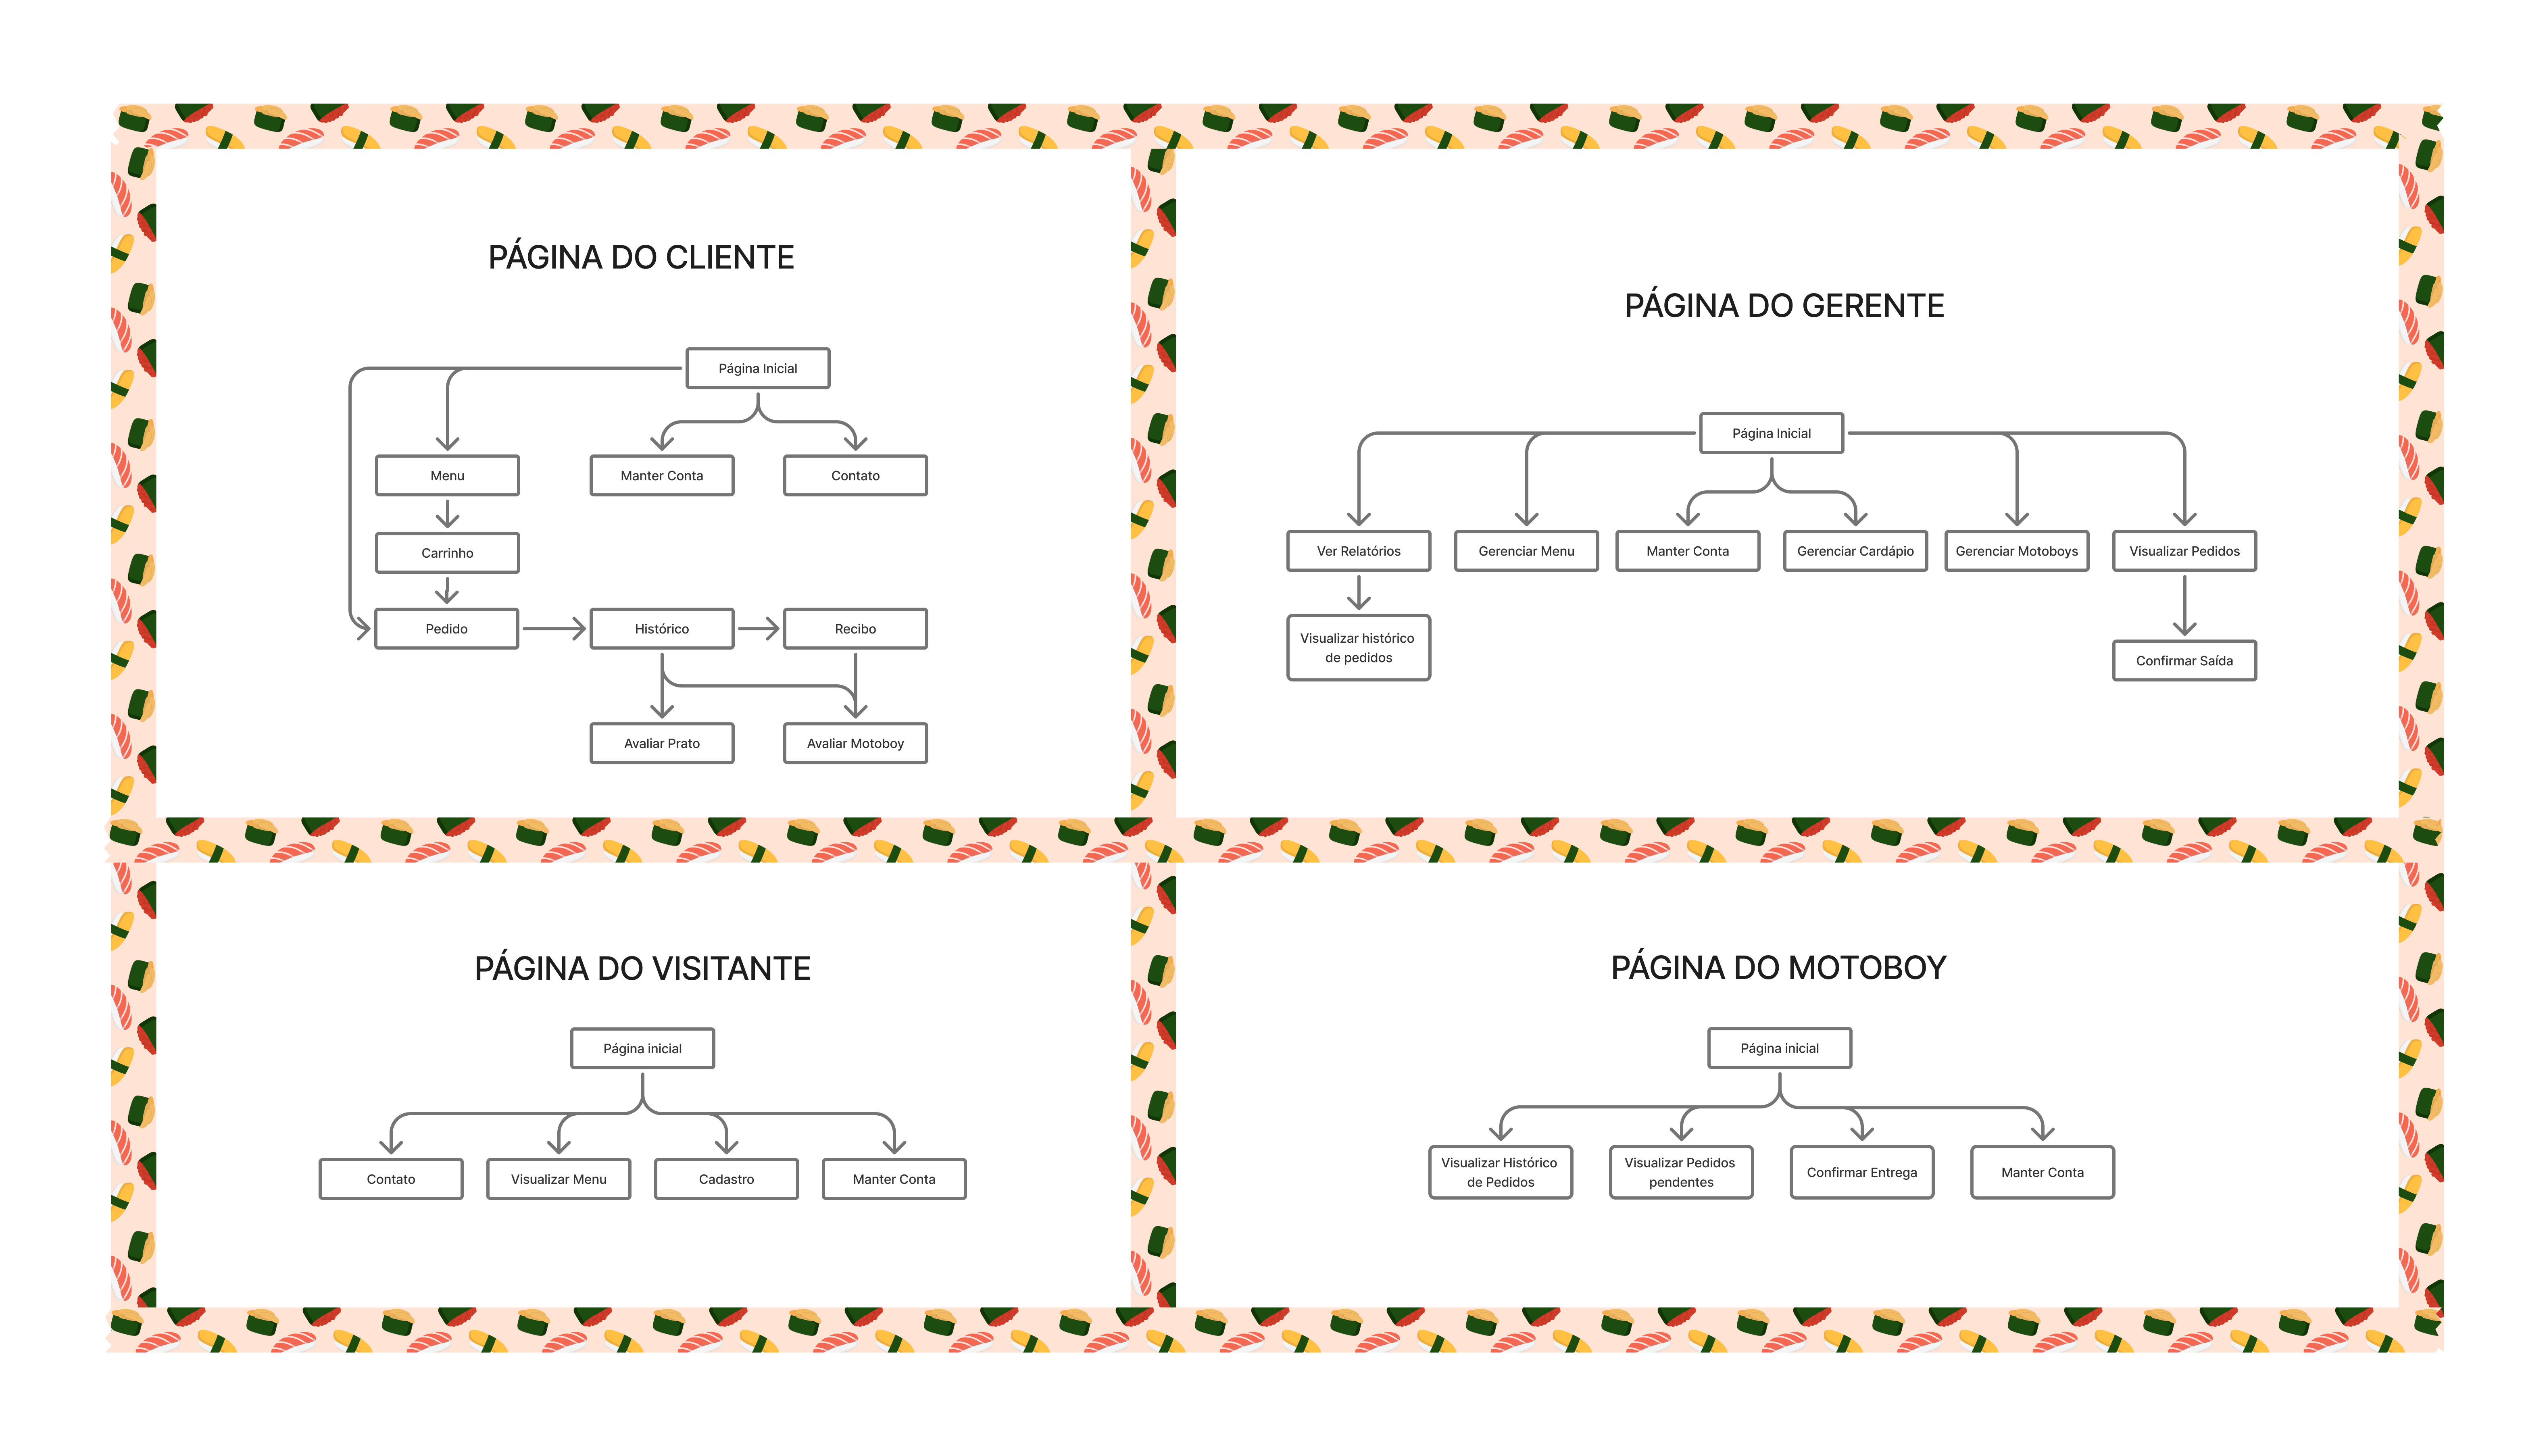 PÁGINA DO CLIENTE
Página Inicial
Menu
Manter Conta
Contato
Carrinho
Pedido
Histórico
Recibo
Avaliar Prato
Avaliar Motoboy
PÁGINA DO GERENTE
Página Inicial
Ver Relatórios
Gerenciar Menu
Manter Conta
Gerenciar Cardápio
Gerenciar Motoboys
Visualizar Pedidos
Visualizar histórico
de pedidos
Confirmar Saída
PÁGINA DO VISITANTE
Página inicial
Contato
Visualizar Menu
Cadastro
Manter Conta
PÁGINA DO MOTOBOY
Página inicial
Visualizar Histórico
de Pedidos
Visualizar Pedidos
pendentes
Confirmar Entrega
Manter Conta